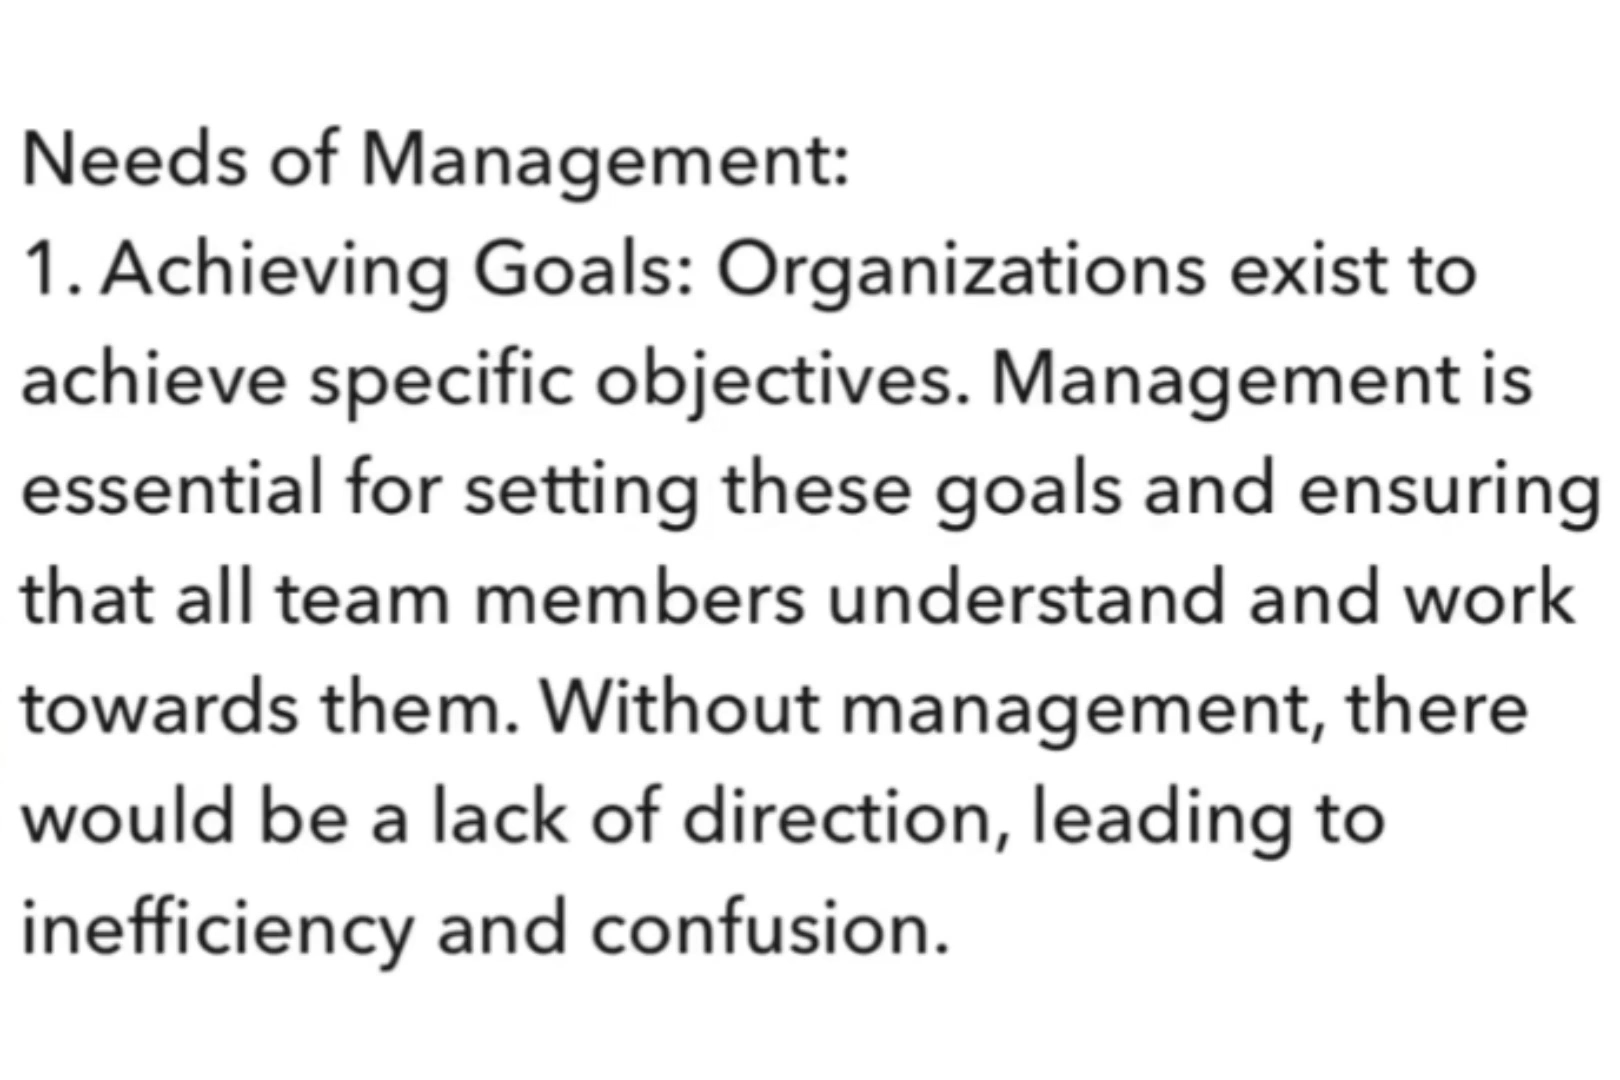 Needs of Management:
1. Achieving Goals: Organizations exist to
achieve specific objectives. Management is
essential for setting these goals and ensuring
that all team members understand and work
towards them. Without management, there
would be a lack of direction, leading to
inefficiency and confusion.